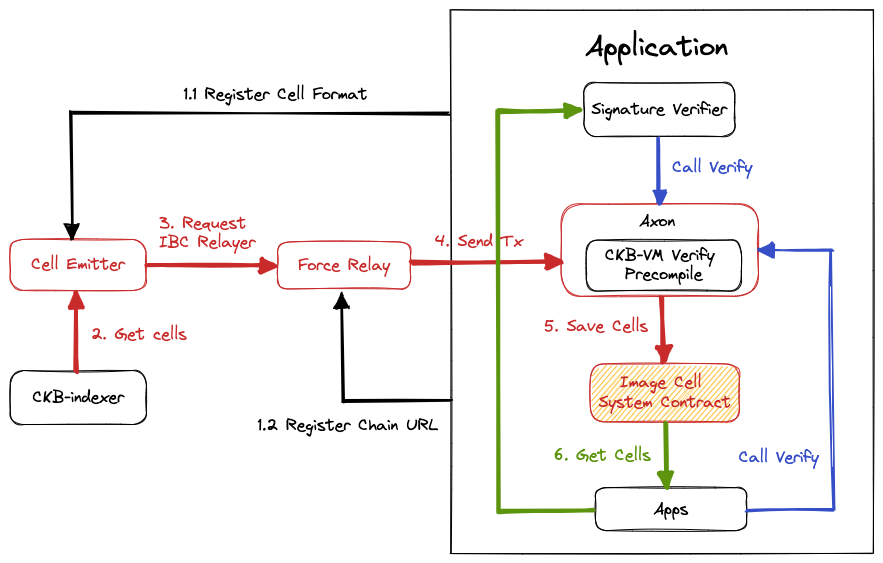 Application
1.1 Register Cell Format
Signature Verifier
Call Verify
3. Request
IBC Relayer
Axon
4. Send Tx
Cell Emitter
Force Relay
CKB-VM Verify
Precompile
2. Get cells
5. Save Cells
CKB-indexer
Image Cell
System Contract
1.2 Register Chain URL
6. Get Cells
Call Verify
Apps